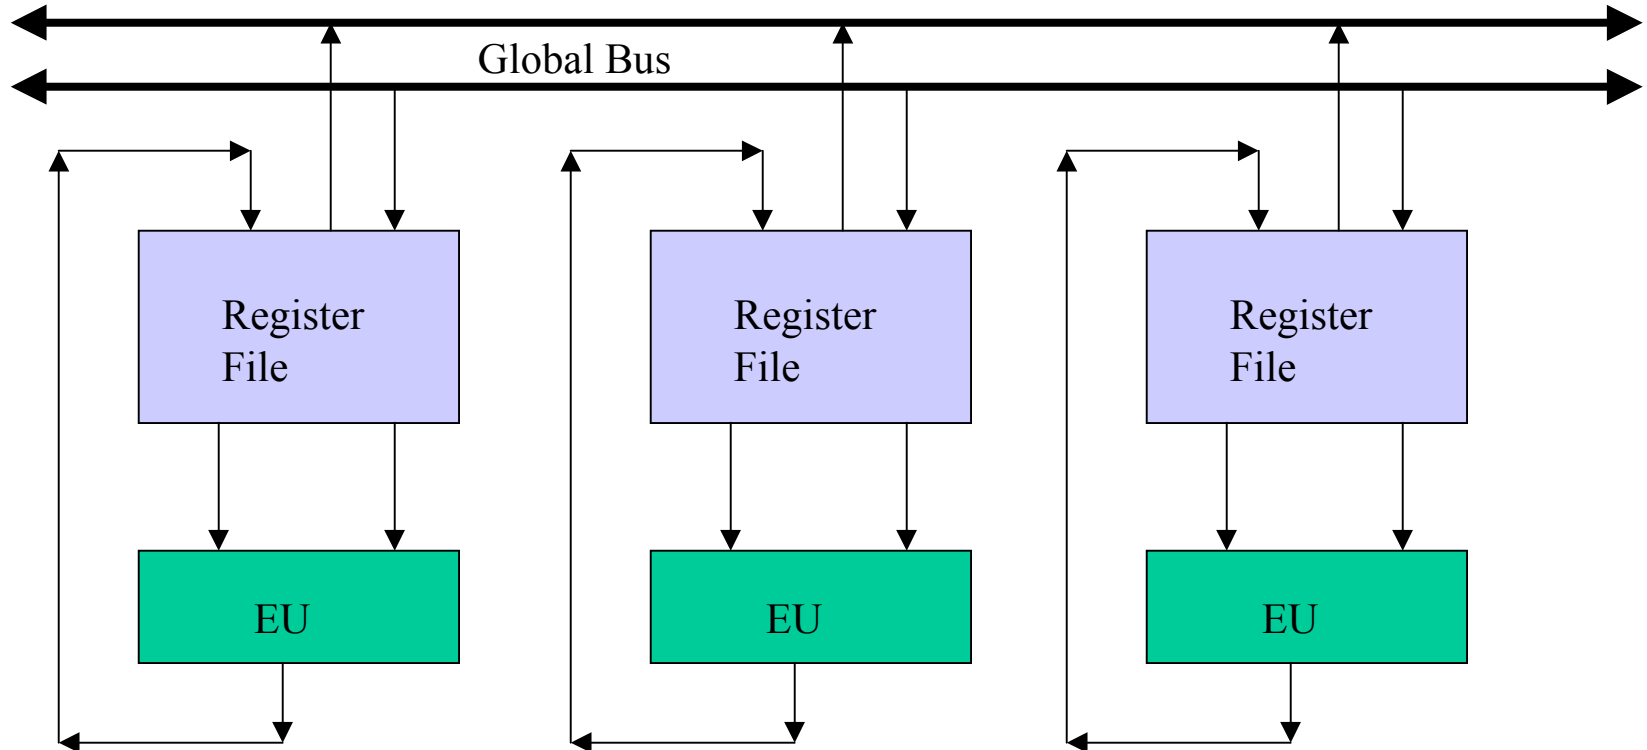 Global Bus
Register
File
Register
File
Register
File
EU
EU
EU